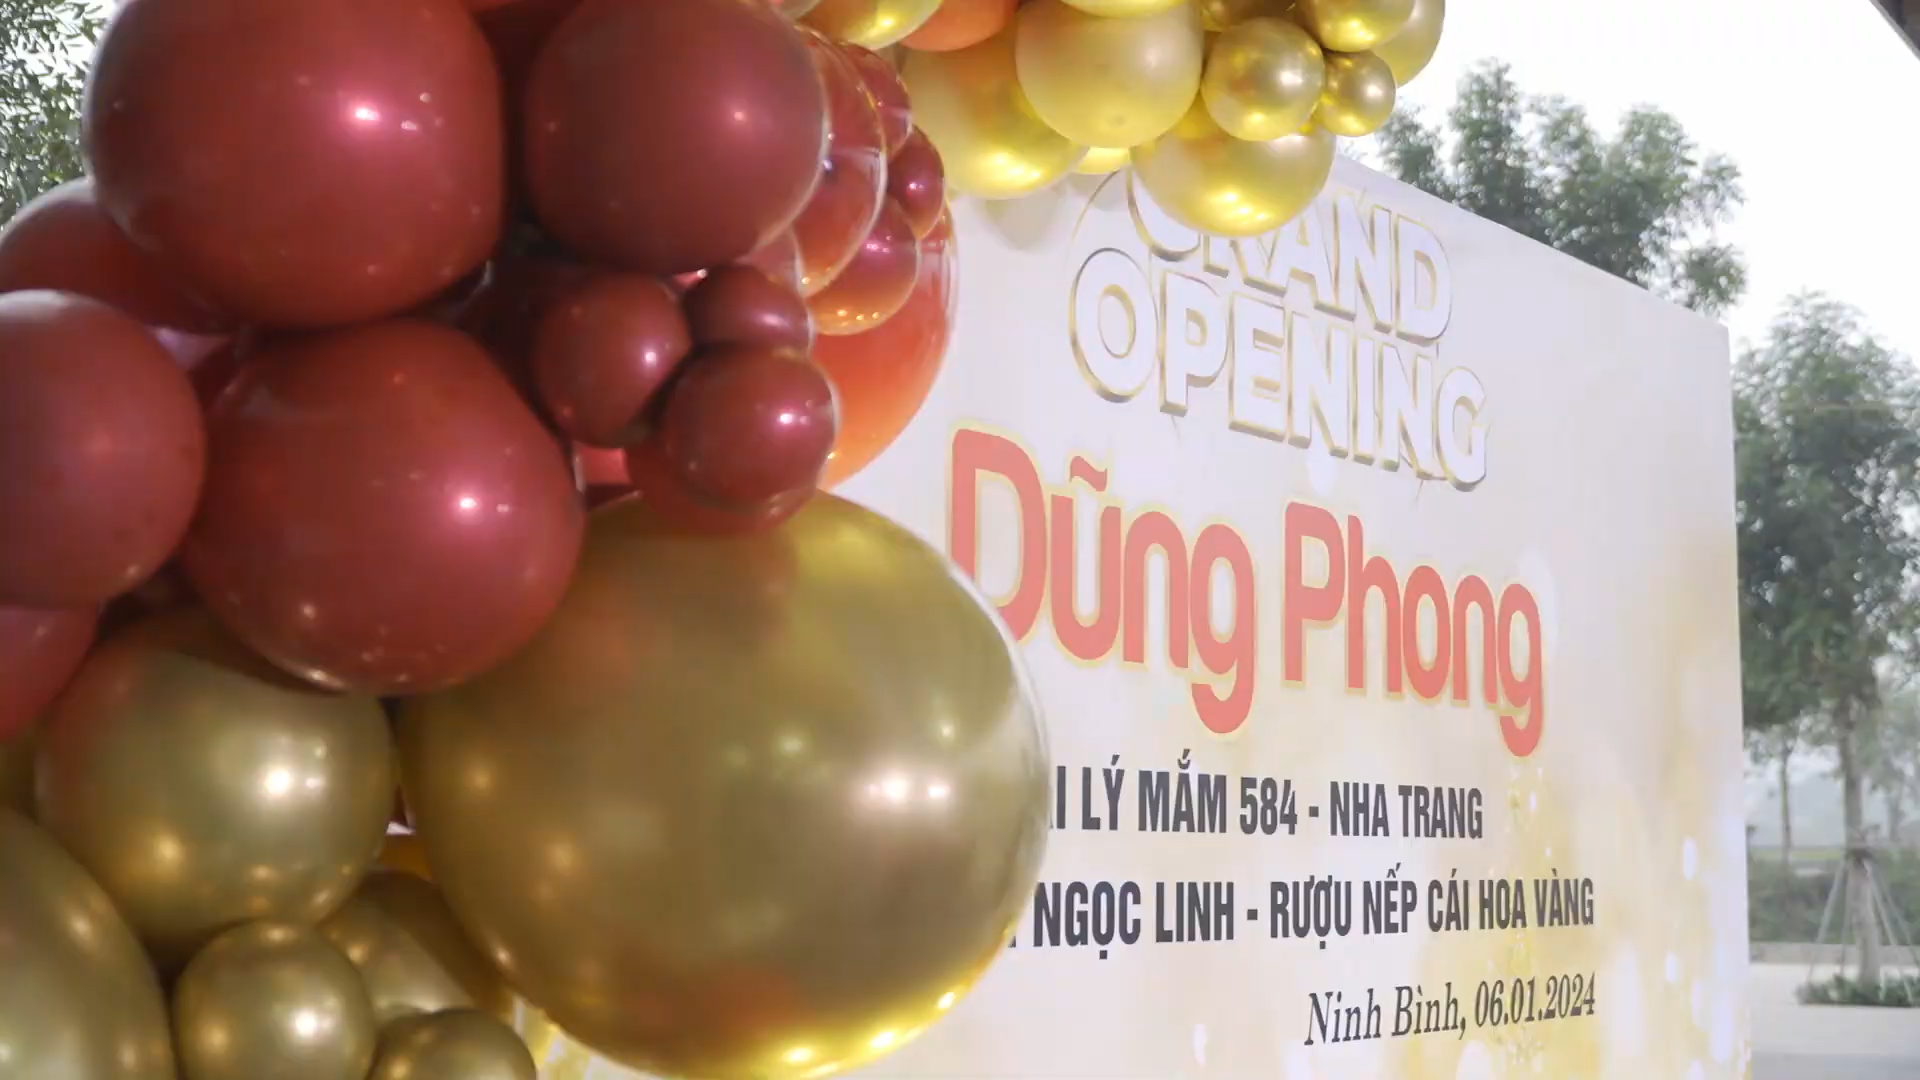 GRAND
OPENING
Dũng Phong
LÝ MẮM 584 - NHA TRANG
NGỌC LINH - RƯỢU NẾP CÁI HOA VÀNG
Ninh Bình, 06.01.2024